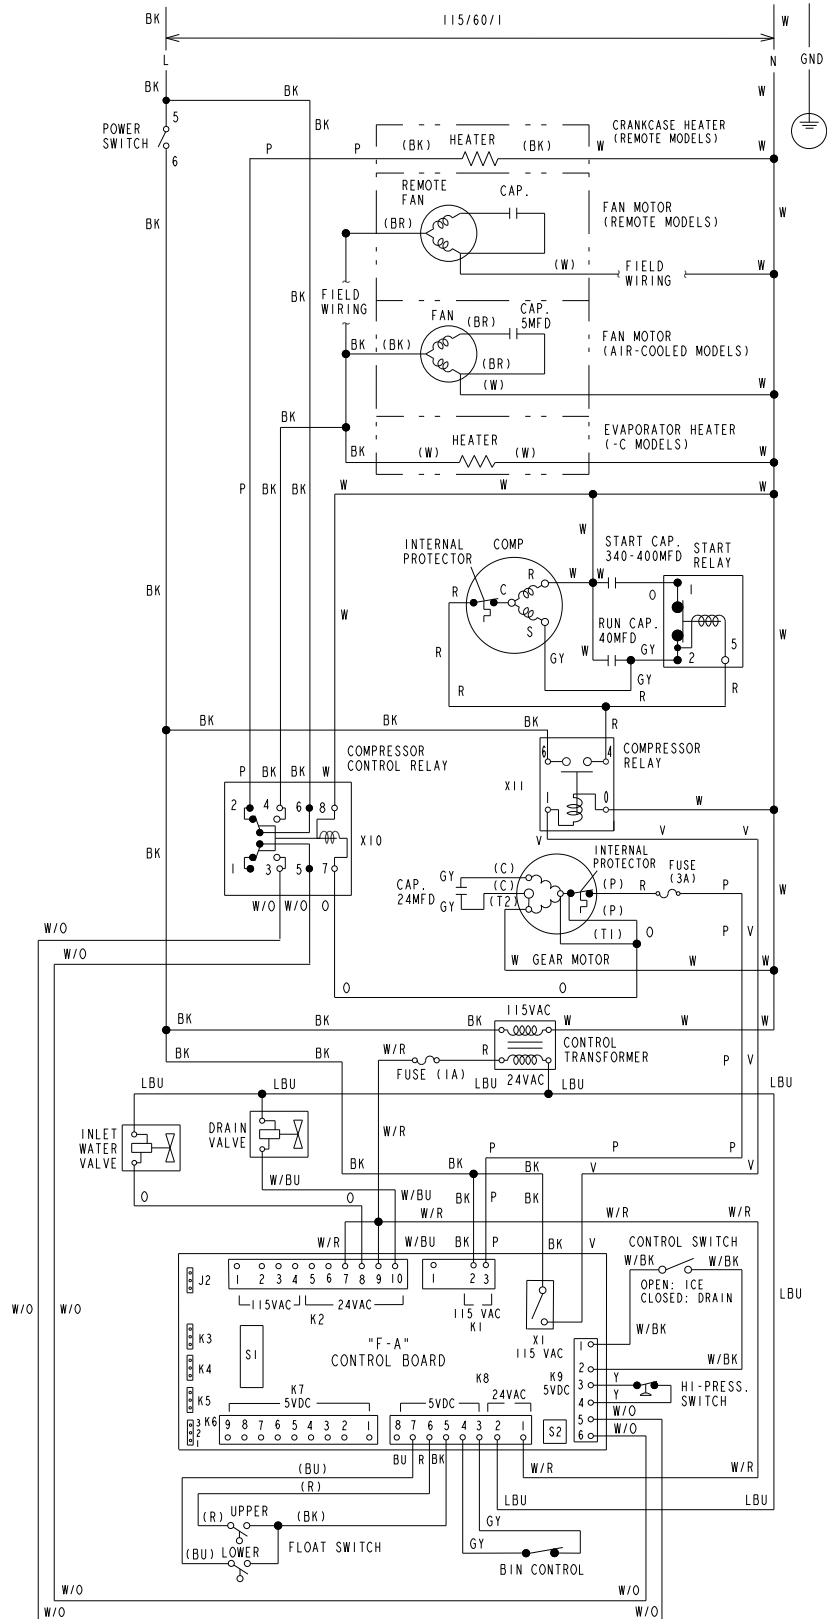 BK 115/60/1 W
L N GND
BK BK W
5
POWER SWITCH
6
BK
CRANKCASE HEATER
(REMOTE MODELS)
P P (BK) HEATER (BK) W W
REMOTE
FAN
CAP.
FAN MOTOR
(REMOTE MODELS)
BK (BR) W
(W) FIELD
WIRING W
BK FIELD
WIRING
FAN (BR) CAP.
5MFD
FAN MOTOR
(AIR-COOLED MODELS)
BK (BK) (BR)
(W) W
BK
EVAPORATOR HEATER
(-C MODELS)
HEATER
BK (W) (W) W
P BK BK W W W
W
INTERNAL
PROTECTOR
COMP
START CAP.
340-400MFD
START
RELAY
BK R C R W W O 1
W RUN CAP.
40MFD W
S 5
R GY W GY 2
R GY R R
BK BK BK R
COMPRESSOR
CONTROL RELAY
6 4 COMPRESSOR
RELAY
P BK BK W
2 4 6 8
X11
1 0 W
X10
V V V
1 3 5 7
BK
W/O W/O O
INTERNAL
PROTECTOR
CAP.
24MFD
GY (C)
(C)
GY (T2)
(P) R FUSE
(3A) P
W
(P)
(T1) O P V
W/O
W/O
W GEAR MOTOR W W
O O
115VAC
BK BK BK W W W
CONTROL
TRANSFORMER
BK BK W/R R
FUSE (1A) 24VAC P V
LBU LBU LBU LBU LBU
INLET
WATER
VALVE
DRAIN
VALVE
W/R
P P P
BK BK BK V
W/BU
O O W/BU BK P BK
W/R W/R W/R
W/R W/BU BK P BK V
CONTROL SWITCH
W/BK W/BK
J2
1 2 3 4 5 6 7 8 9 10
1 2 3
OPEN: ICE
CLOSED: DRAIN
LBU
115VAC 24VAC
K2
115 VAC
K1
W/O W/O
X1
115 VAC
W/BK
K3
S1
"F-A"
CONTROL BOARD
K4
1
2
3
4
5
6
W/BK
K9
5VDC
Y
Y
HI-PRESS.
SWITCH
W/O
W/O
K5
K7
5VDC
K8
5VDC 24VAC
K6
3
2
1
9 8 7 6 5 4 3 2 1
8 7 6 5 4 3 2 1
S2
BU R BK
(BU) W/R W/R
(R)
LBU LBU
(R) UPPER (BK) GY
(BU) LOWER FLOAT SWITCH GY
BIN CONTROL
W/O W/O
W/O W/O